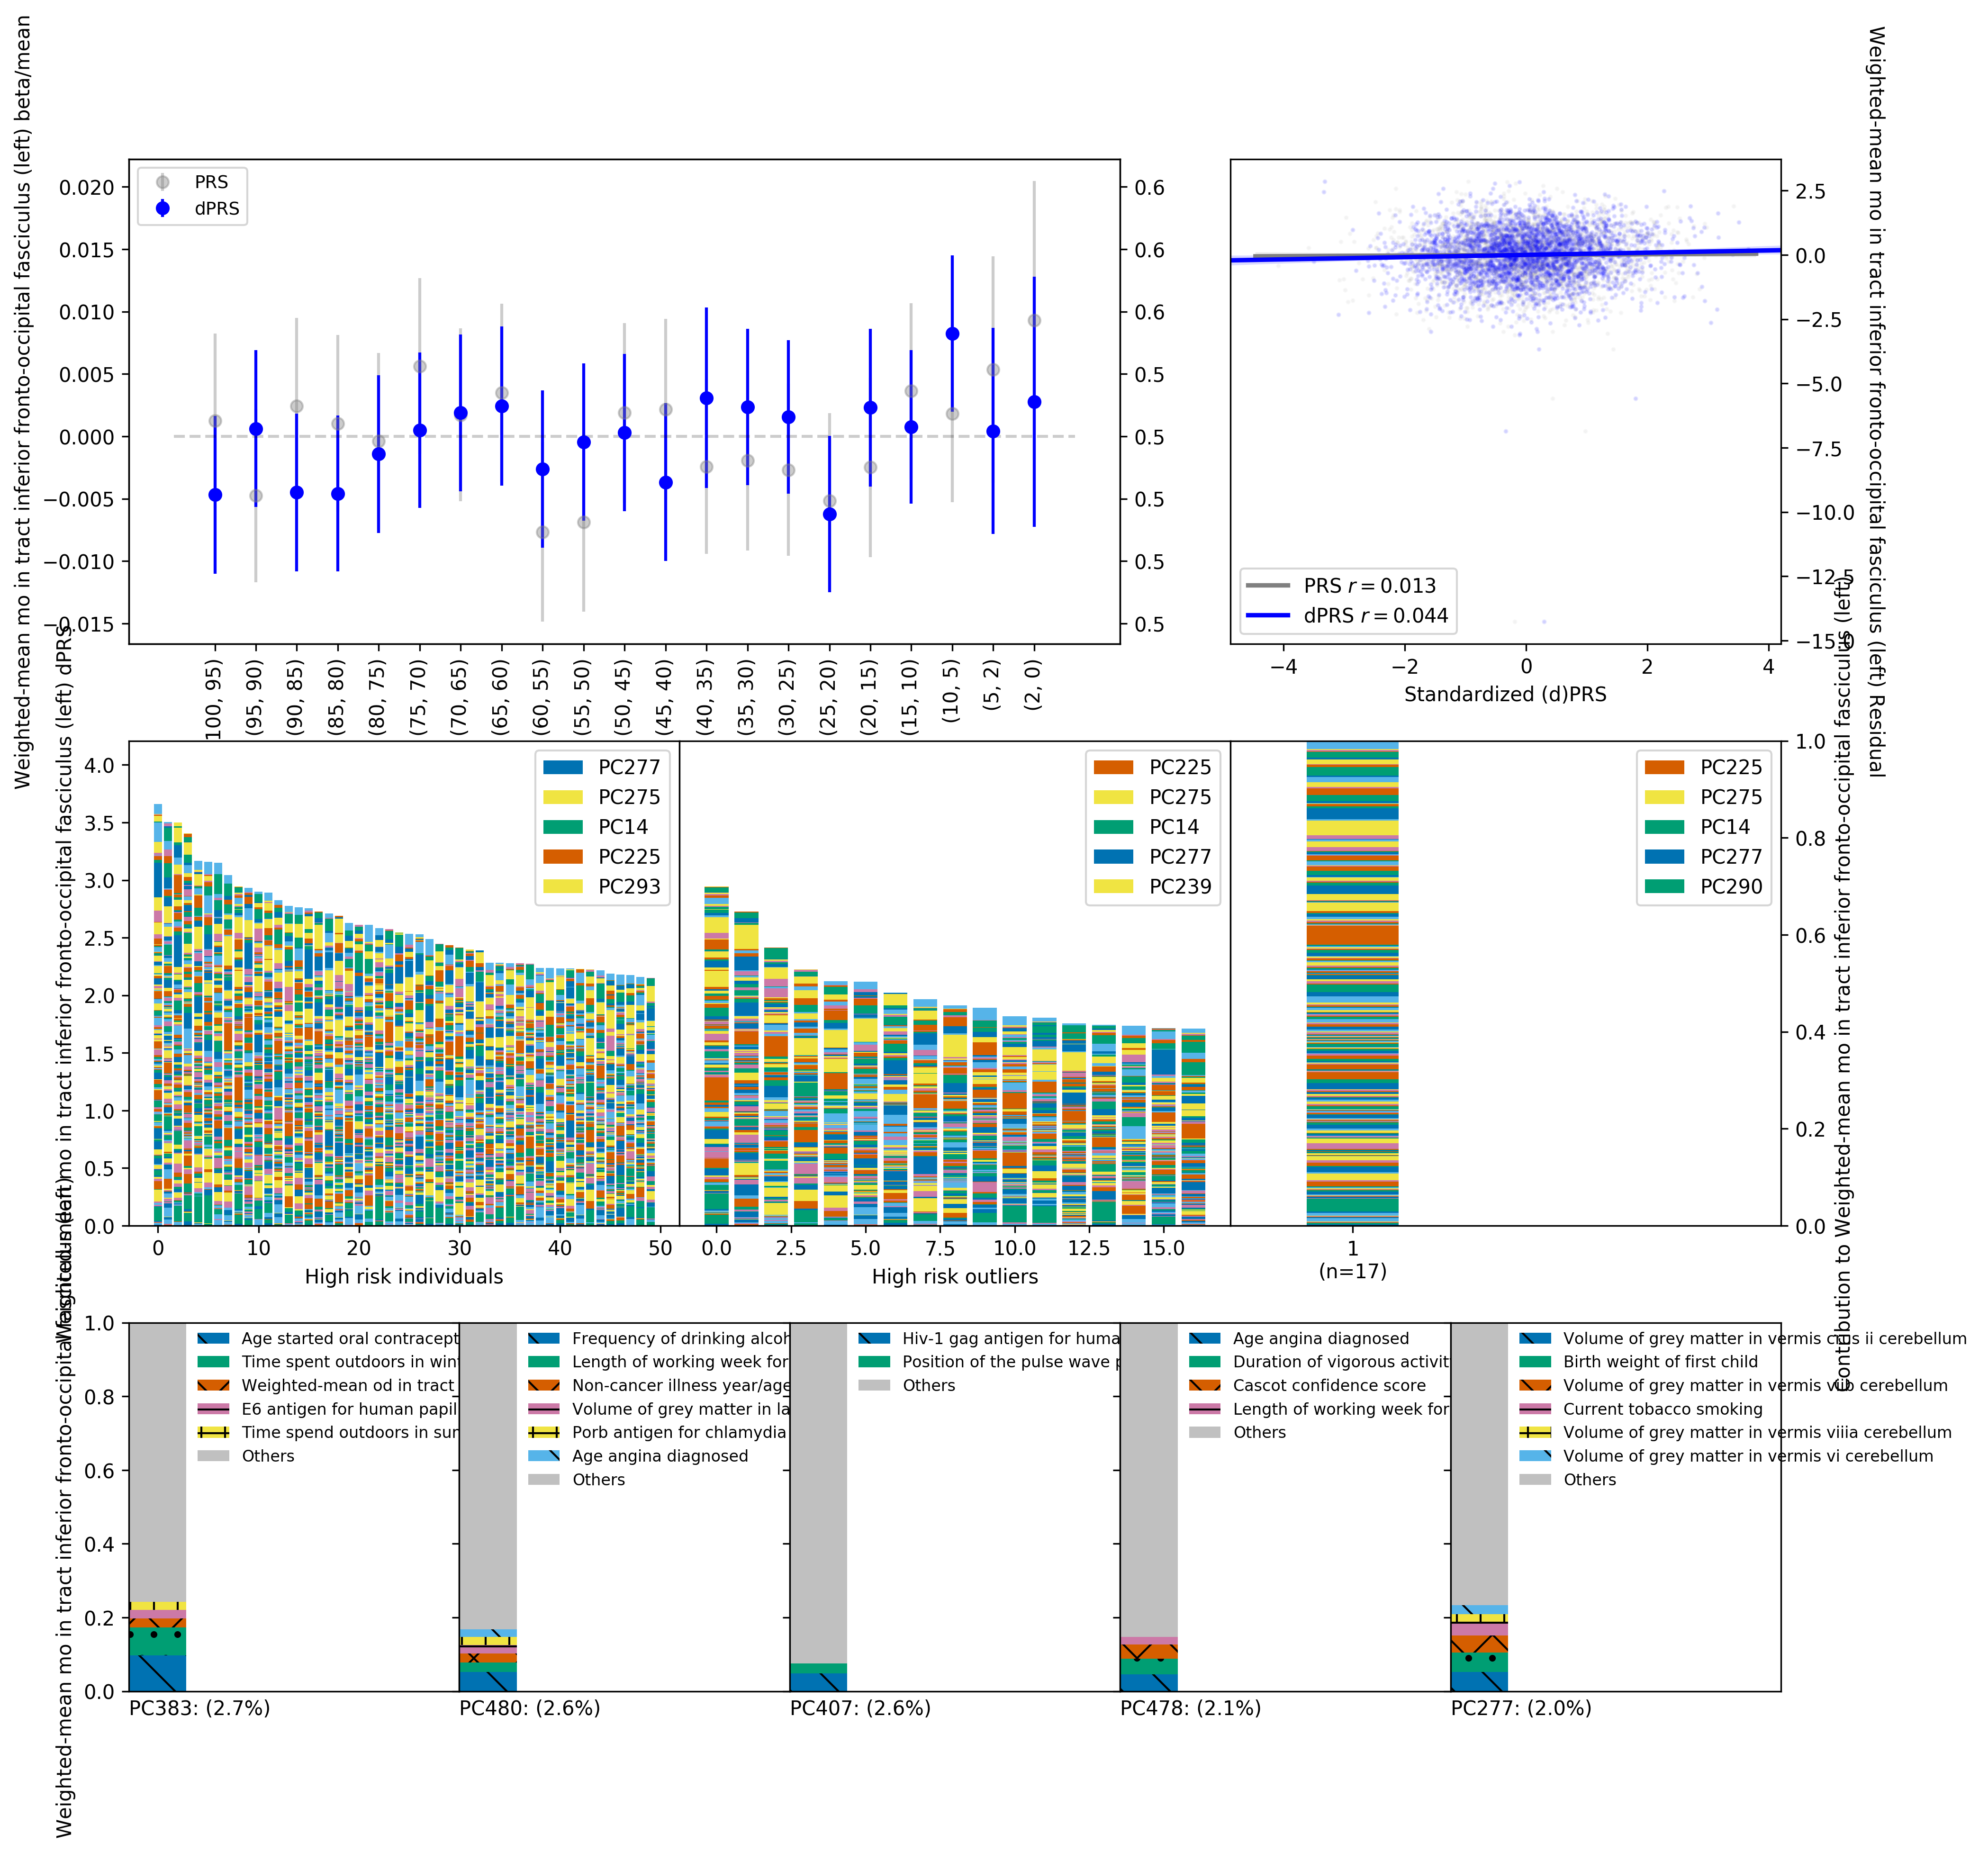 Weighted-mean mo in tract inferior fronto-occipital fasciculus (left) beta/mean
0.020
0.015
0.010
0.005
0.000
−0.005
−0.010
−0.015
PRS
dPRS
0.6
0.6
0.6
0.5
0.5
0.5
0.5
0.5
100, 95)
(95, 90)
(90, 85)
(85, 80)
(80, 75)
(75, 70)
(70, 65)
(65, 60)
(60, 55)
(55, 50)
(50, 45)
(45, 40)
(40, 35)
(35, 30)
(30, 25)
(25, 20)
(20, 15)
(15, 10)
(10, 5)
(5, 2)
(2, 0)
PRS r = 0.013
dPRS r = 0.044
−4
−2
0
2
4
Standardized (d)PRS
2.5
0.0
−2.5
−5.0
−7.5
−10.0
−12.5
−15.0
Weighted-mean mo in tract inferior fronto-occipital fasciculus (left) Residual
Weighted-mean mo in tract inferior fronto-occipital fasciculus (left) dPRS
4.0
3.5
3.0
2.5
2.0
1.5
1.0
0.5
0.0
PC277
PC275
PC14
PC225
PC293
0
10
20
30
40
50
High risk individuals
PC225
PC275
PC14
PC277
PC239
0.0
2.5
5.0
7.5
10.0
12.5
15.0
High risk outliers
PC225
PC275
PC14
PC277
PC290
1
(n=17)
1.0
0.8
0.6
0.4
0.2
0.0
Contribution to Weighted-mean mo in tract inferior fronto-occipital fasciculus (left)
Weighted-mean mo in tract inferior fronto-occipital fasciculus (left)
1.0
0.8
0.6
0.4
0.2
0.0
Age started oral contracept
Time spent outdoors in wint
Weighted-mean od in tract
E6 antigen for human papil
Time spend outdoors in sum
Others
PC383: (2.7%)
Frequency of drinking alcoh
Length of working week for
Non-cancer illness year/age
Volume of grey matter in la
Porb antigen for chlamydia
Age angina diagnosed
Others
PC480: (2.6%)
Hiv-1 gag antigen for huma
Position of the pulse wave p
Others
PC407: (2.6%)
Age angina diagnosed
Duration of vigorous activit
Cascot confidence score
Length of working week for
Others
PC478: (2.1%)
Volume of grey matter in vermis crus ii cerebellum
Birth weight of first child
Volume of grey matter in vermis viiib cerebellum
Current tobacco smoking
Volume of grey matter in vermis viiia cerebellum
Volume of grey matter in vermis vi cerebellum
Others
PC277: (2.0%)